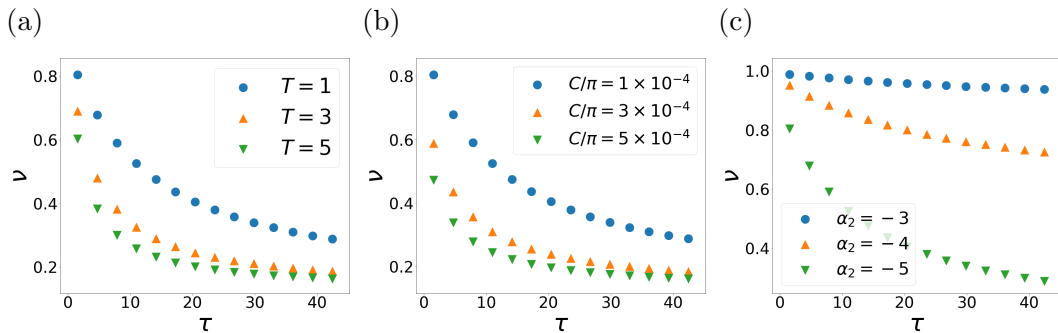 (a)
(b)
(c)
0.8
0.6
0.4
0.2
ν
0 10 20 30 40
τ
T = 1
T = 3
T = 5
0.8
0.6
0.4
0.2
ν
0 10 20 30 40
τ
C/π = 1 × 10⁻⁴
C/π = 3 × 10⁻⁴
C/π = 5 × 10⁻⁴
1.0
0.8
0.6
0.4
ν
0 10 20 30 40
τ
α₂ = −3
α₂ = −4
α₂ = −5